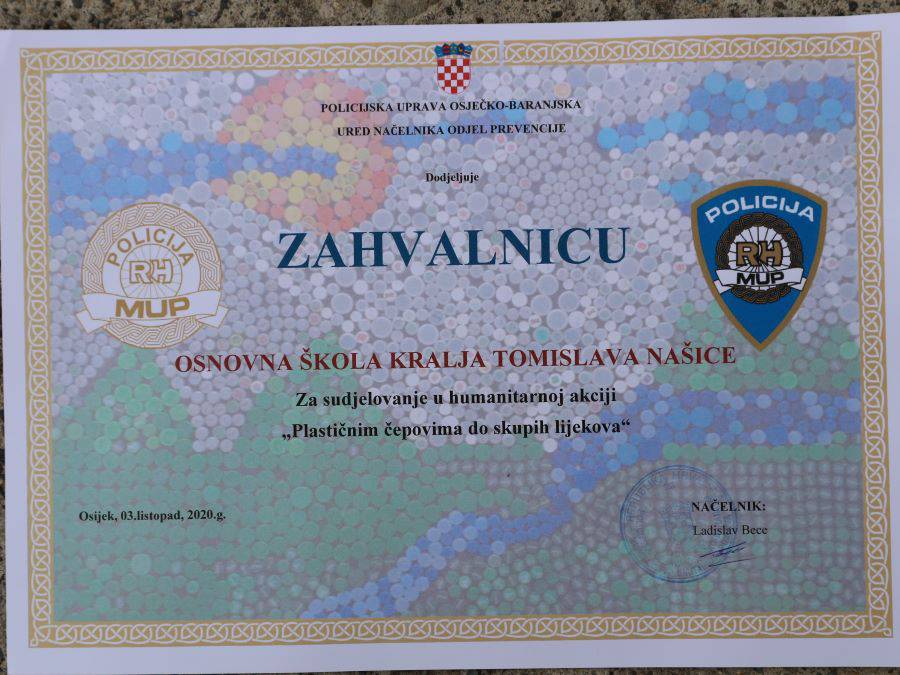 POLICIJSKA UPRAVA OSJEČKO-BARANJSKA
URED NAČELNIKA ODJEL PREVENCIJE
Dodjeljuje
ZAHVALNICU
POLICIJA
RH
MUP
POLICIJA
RH
MUP
OSNOVNA ŠKOLA KRALJA TOMISLAVA NAŠICE
Za sudjelovanje u humanitarnoj akciji
„Plastičnim čepovima do skupih lijekova“
Osijek, 03.listopad, 2020.g.
NAČELNIK:
Ladislav Bece